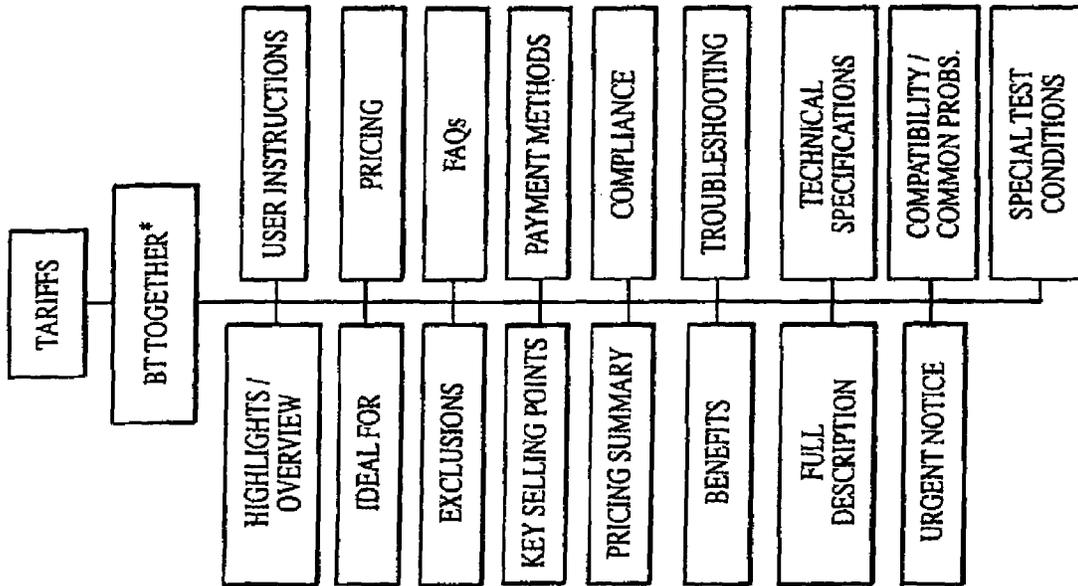 TARIFFS
BT TOGETHER*
HIGHLIGHTS /
OVERVIEW
USER INSTRUCTIONS
IDEAL FOR
PRICING
EXCLUSIONS
FAQs
KEY SELLING POINTS
PAYMENT METHODS
PRICING SUMMARY
COMPLIANCE
BENEFITS
TROUBLESHOOTING
FULL
DESCRIPTION
TECHNICAL
SPECIFICATIONS
URGENT NOTICE
COMPATIBILITY /
COMMON PROBS.
SPECIAL TEST
CONDITIONS